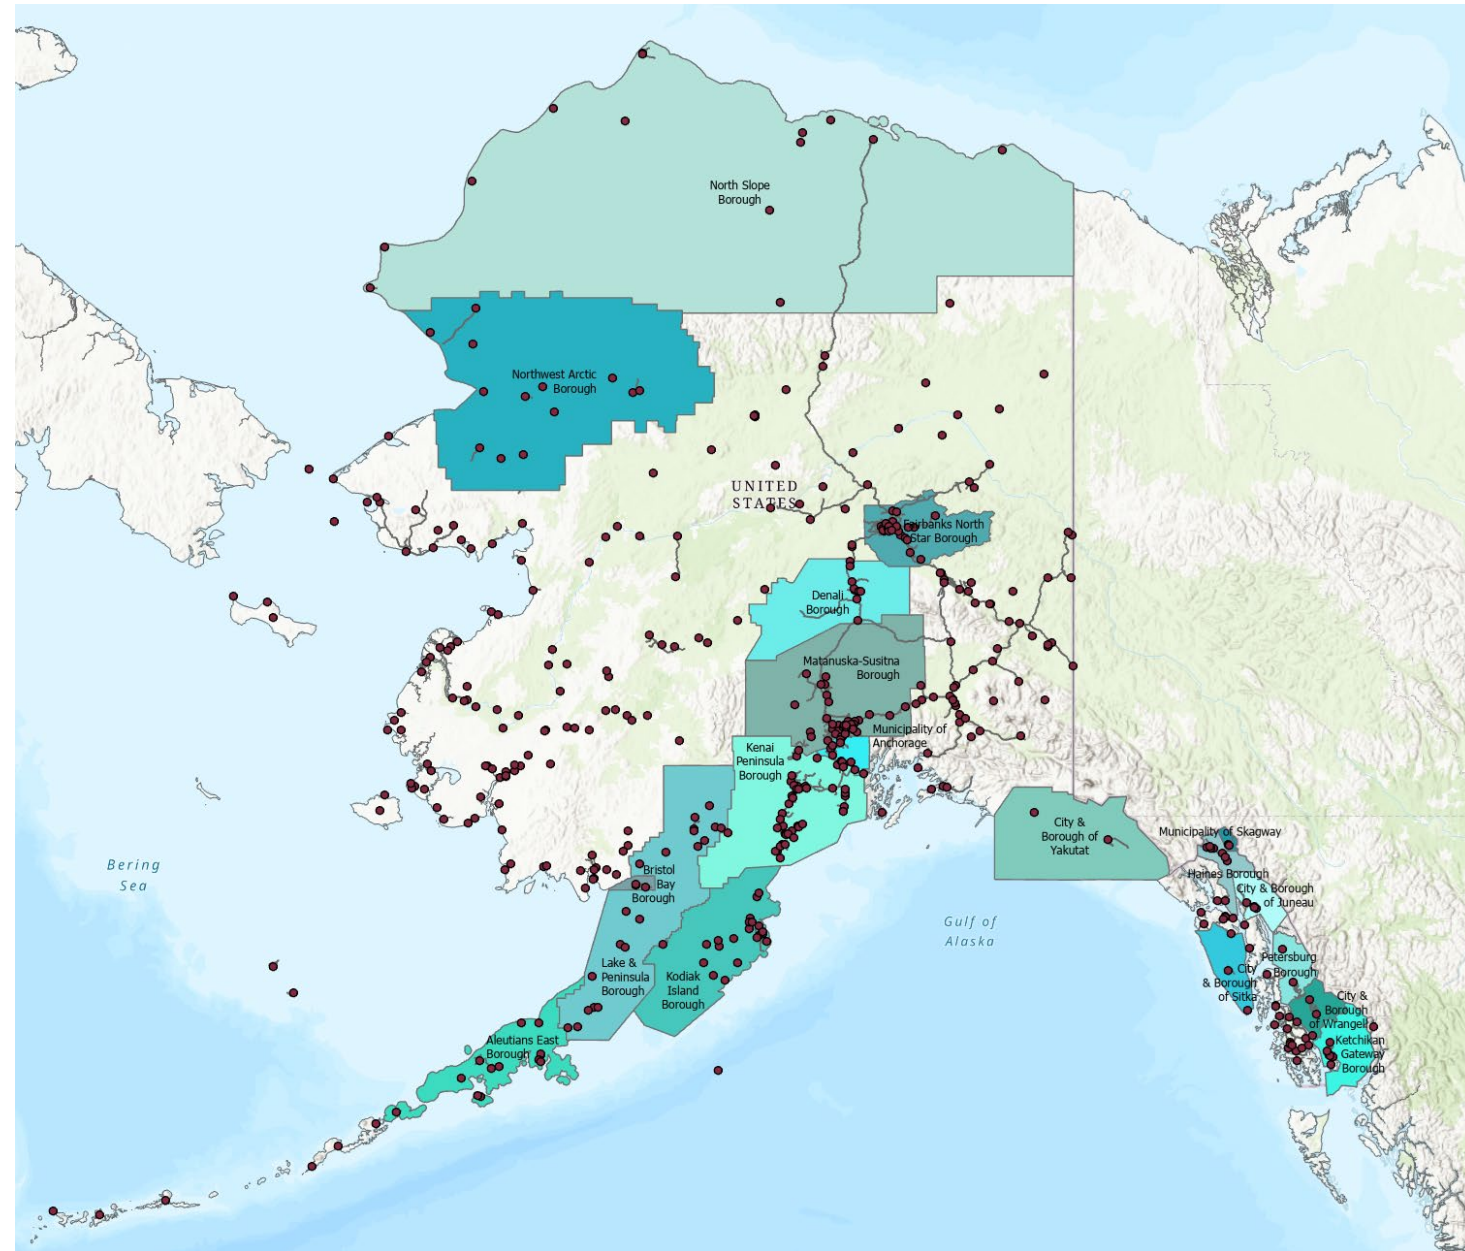 North Slope
Borough
Northwest Arctic
Borough
UNITED
STATES
Fairbanks North
Star Borough
Denali
Borough
Matanuska-Susitna
Borough
Municipality of
Anchorage
Kenai
Peninsula
Borough
City &
Borough of
Yakutat
Municipality of Skagway
Haines Borough
City & Borough
of Juneau
Bering
Sea
Bristol
Bay
Borough
Gulf of
Alaska
Petersburg
Borough
City
& Borough
of Sitka
Lake &
Peninsula
Borough
Kodiak
Island
Borough
City &
Borough
of Wrangell
Aleutians East
Borough
Ketchikan
Gateway
Borough